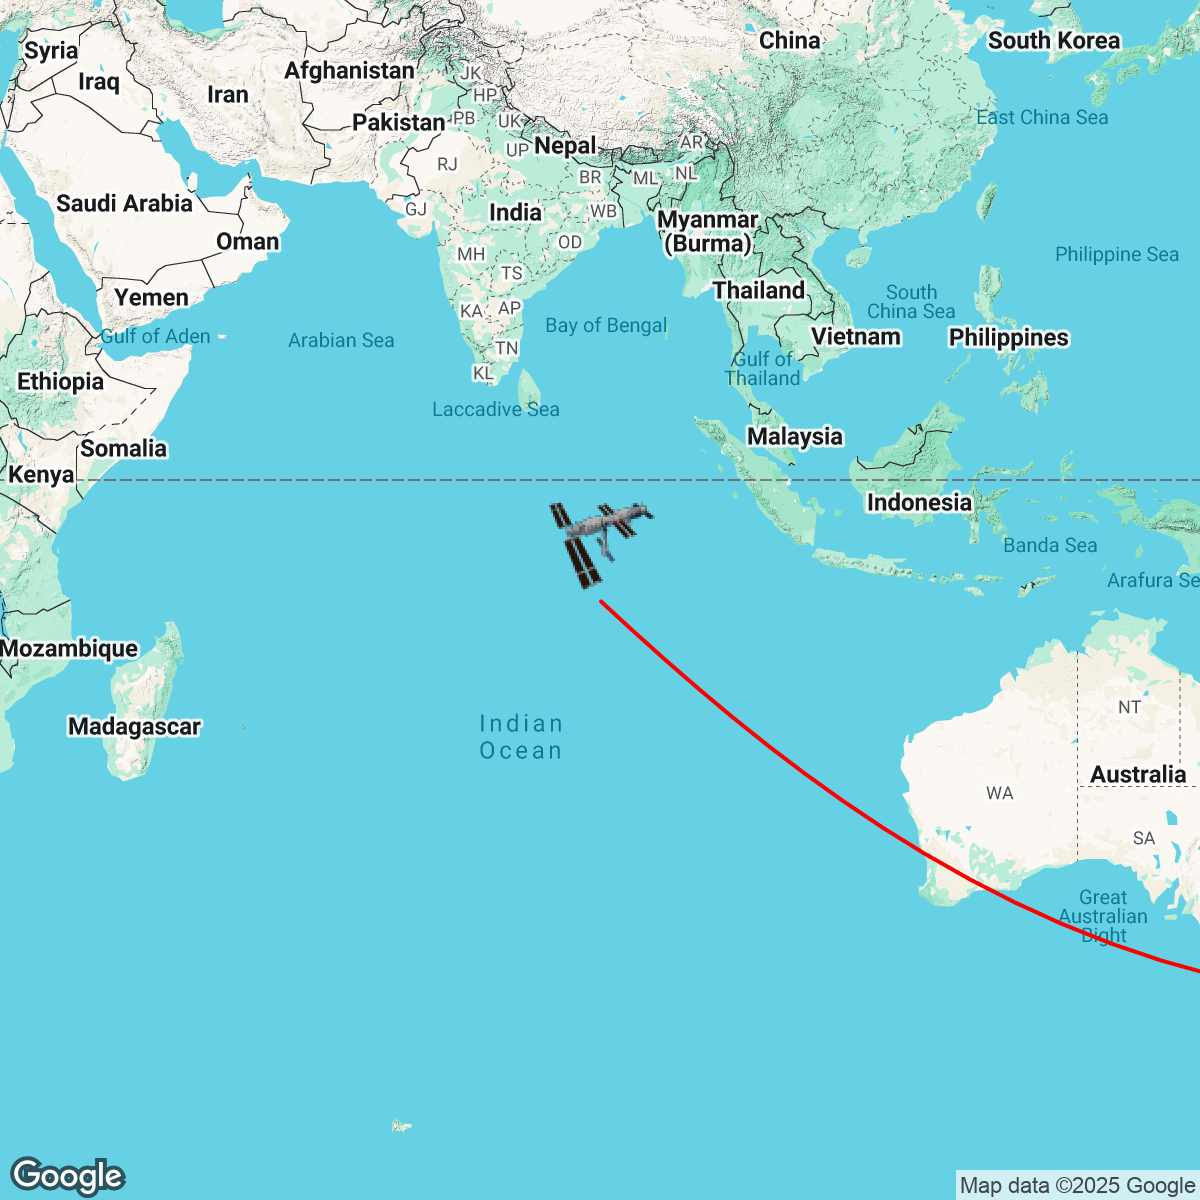 China
South Korea
Syria
Afghanistan
JK
Iraq
Iran
HP
Pakistan
PB
UK
East China Sea
UP
Nepal
AR
RJ
BR
ML
NL
Saudi Arabia
GJ
India
WB
Myanmar
(Burma)
Oman
OD
MH
Philippine Sea
TS
Yemen
Thailand
South
China Sea
KA
AP
Gulf of Aden
Arabian Sea
Bay of Bengal
Vietnam
Philippines
TN
Gulf of
Thailand
KL
Ethiopia
Laccadive Sea
Somalia
Malaysia
Kenya
Indonesia
Banda Sea
Arafura Se
Mozambique
NT
Madagascar
Indian
Ocean
Australia
WA
SA
Great
Australian
Bight
Google
Map data ©2025 Google